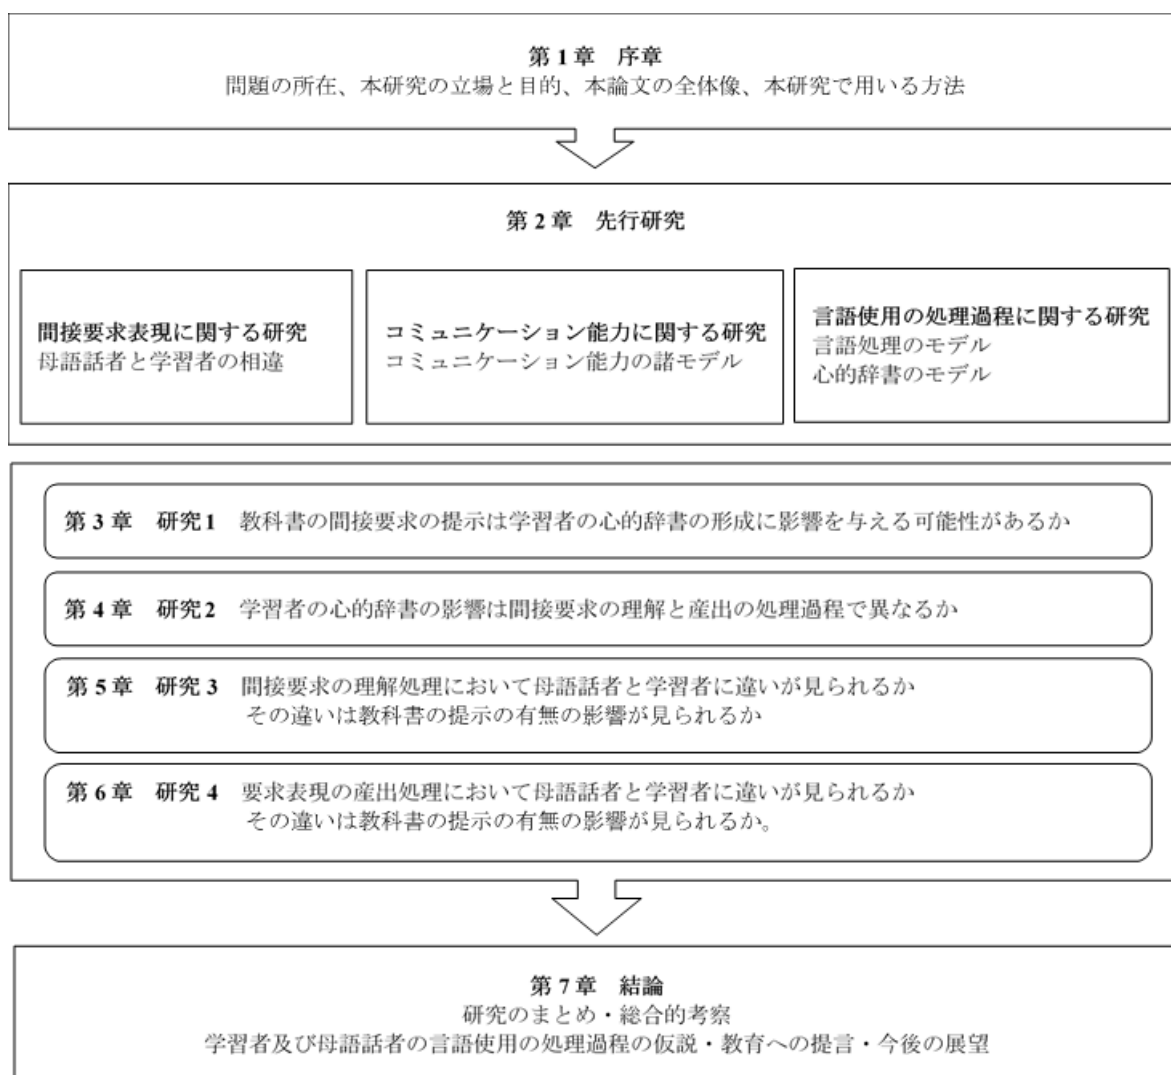 第1章 序章
問題の所在、本研究の立場と目的、本論文の全体像、本研究で用いる方法
第2章 先行研究
間接要求表現に関する研究
母語話者と学習者の相違
コミュニケーション能力に関する研究
コミュニケーション能力の諸モデル
言語使用の処理過程に関する研究
言語処理のモデル
心的辞書のモデル
第3章 研究1 教科書の間接要求の提示は学習者の心的辞書の形成に影響を与える可能性があるか
第4章 研究2 学習者の心的辞書の影響は間接要求の理解と産出の処理過程で異なるか
第5章 研究3 間接要求の理解処理において母語話者と学習者に違いが見られるか
その違いは教科書の提示の有無の影響が見られるか
第6章 研究4 要求表現の産出処理において母語話者と学習者に違いが見られるか
その違いは教科書の提示の有無の影響が見られるか。
第7章 結論
研究のまとめ・総合的考察
学習者及び母語話者の言語使用の処理過程の仮説・教育への提言・今後の展望